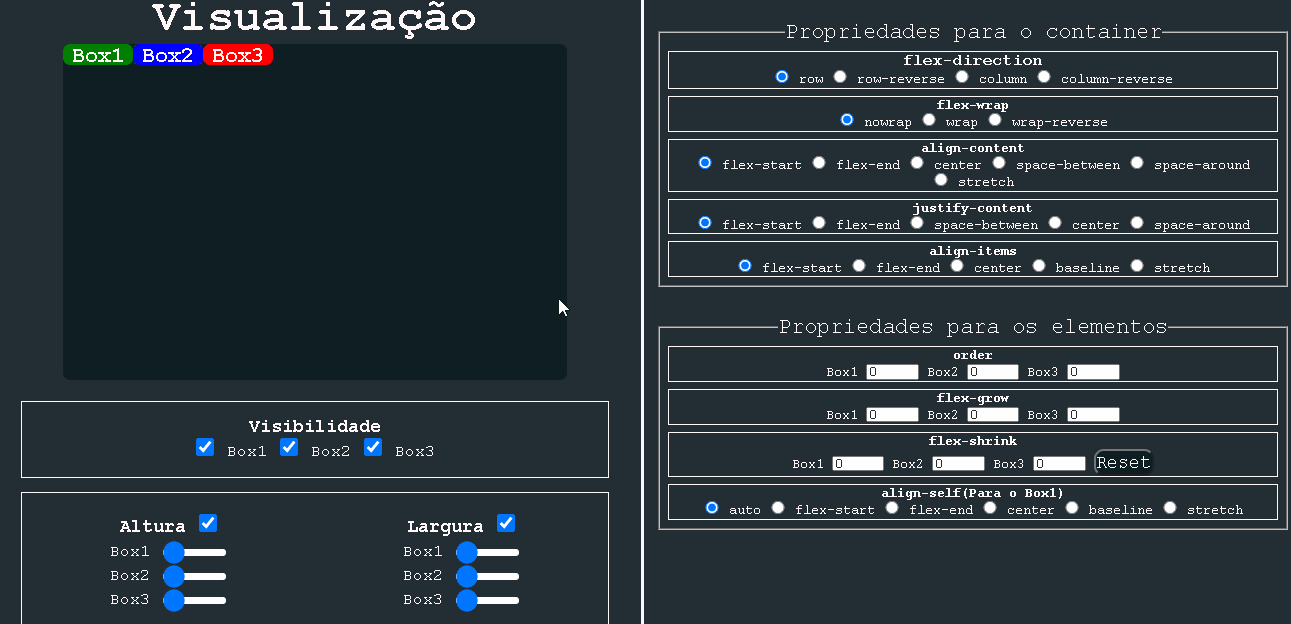 Visualização
Box1 Box2 Box3
Visibilidade
Box1 Box2 Box3
Altura
Box1
Box2
Box3
Largura
Box1
Box2
Box3
Propriedades para o container
flex-direction
row row-reverse column column-reverse
flex-wrap
nowrap wrap wrap-reverse
align-content
flex-start flex-end center space-between space-around
stretch
justify-content
flex-start flex-end space-between center space-around
align-items
flex-start flex-end center baseline stretch
Propriedades para os elementos
order
Box1 0 Box2 0 Box3 0
flex-grow
Box1 0 Box2 0 Box3 0
flex-shrink
Box1 0 Box2 0 Box3 0 Reset
align-self(Para o Box1)
auto flex-start flex-end center baseline stretch